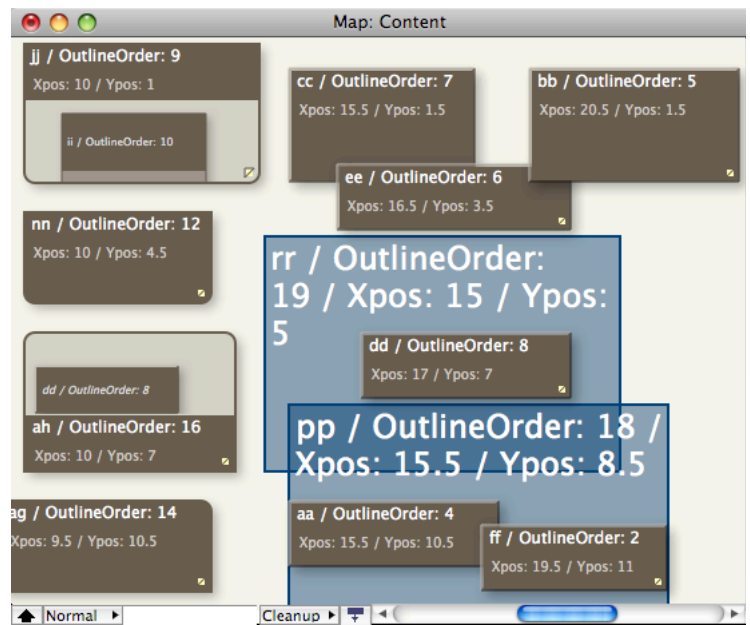 Map: Content
jj / OutlineOrder: 9
Xpos: 10 / Ypos: 1
ii / OutlineOrder: 10
cc / OutlineOrder: 7
Xpos: 15.5 / Ypos: 1.5
bb / OutlineOrder: 5
Xpos: 20.5 / Ypos: 1.5
ee / OutlineOrder: 6
Xpos: 16.5 / Ypos: 3.5
nn / OutlineOrder: 12
Xpos: 10 / Ypos: 4.5
rr / OutlineOrder:
19 / Xpos: 15 / Ypos:
5
dd / OutlineOrder: 8
Xpos: 17 / Ypos: 7
dd / OutlineOrder: 8
ah / OutlineOrder: 16
Xpos: 10 / Ypos: 7
pp / OutlineOrder: 18 /
Xpos: 15.5 / Ypos: 8.5
ag / OutlineOrder: 14
Xpos: 9.5 / Ypos: 10.5
aa / OutlineOrder: 4
Xpos: 15.5 / Ypos: 10.5
ff / OutlineOrder: 2
Xpos: 19.5 / Ypos: 11
Normal
Cleanup